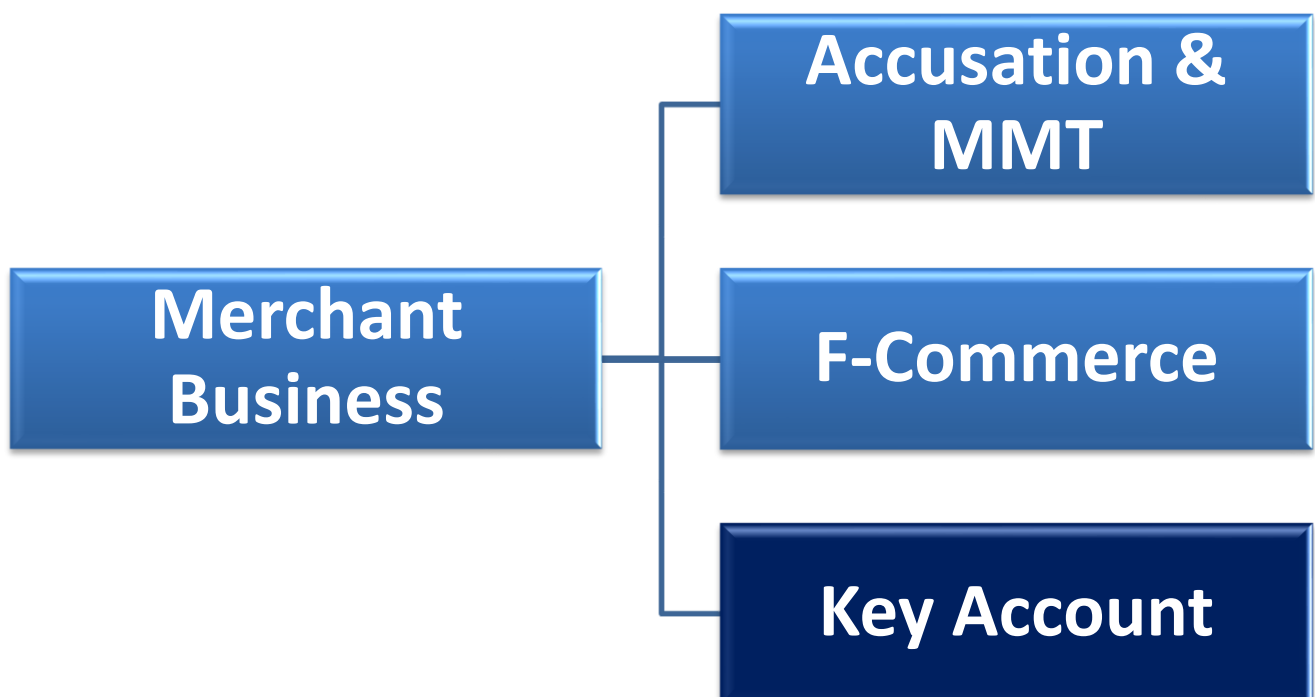 Accusation &
MMT
Merchant
Business
F-Commerce
Key Account